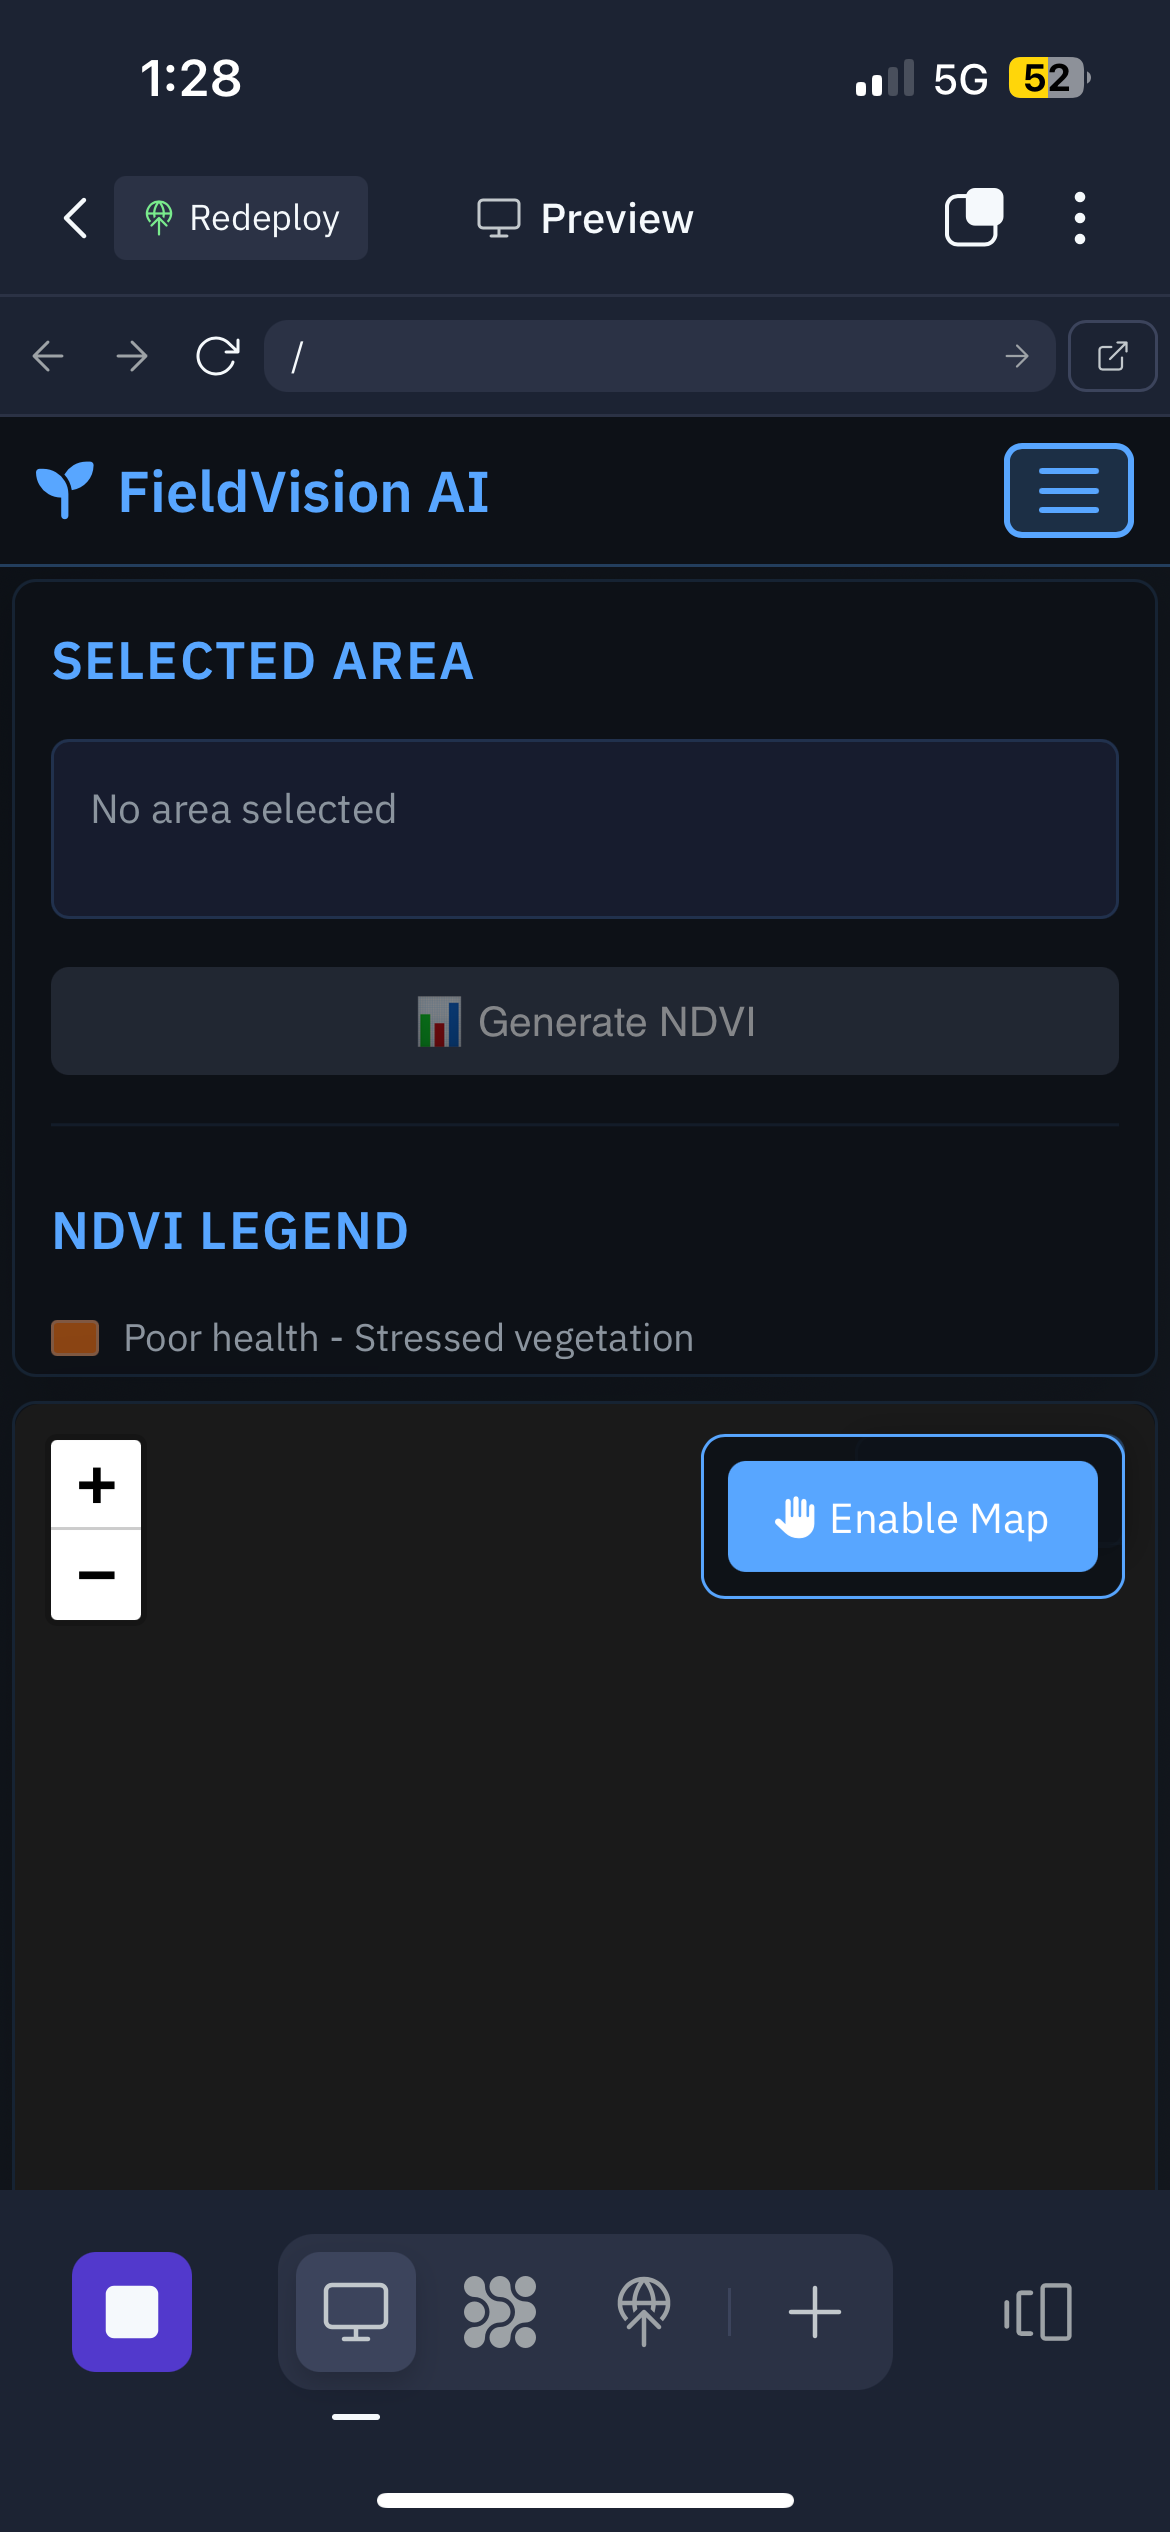 1:28
5G
52
Redeploy
Preview
/
FieldVision AI
SELECTED AREA
No area selected
Generate NDVI
NDVI LEGEND
Poor health - Stressed vegetation
+
Enable Map
−